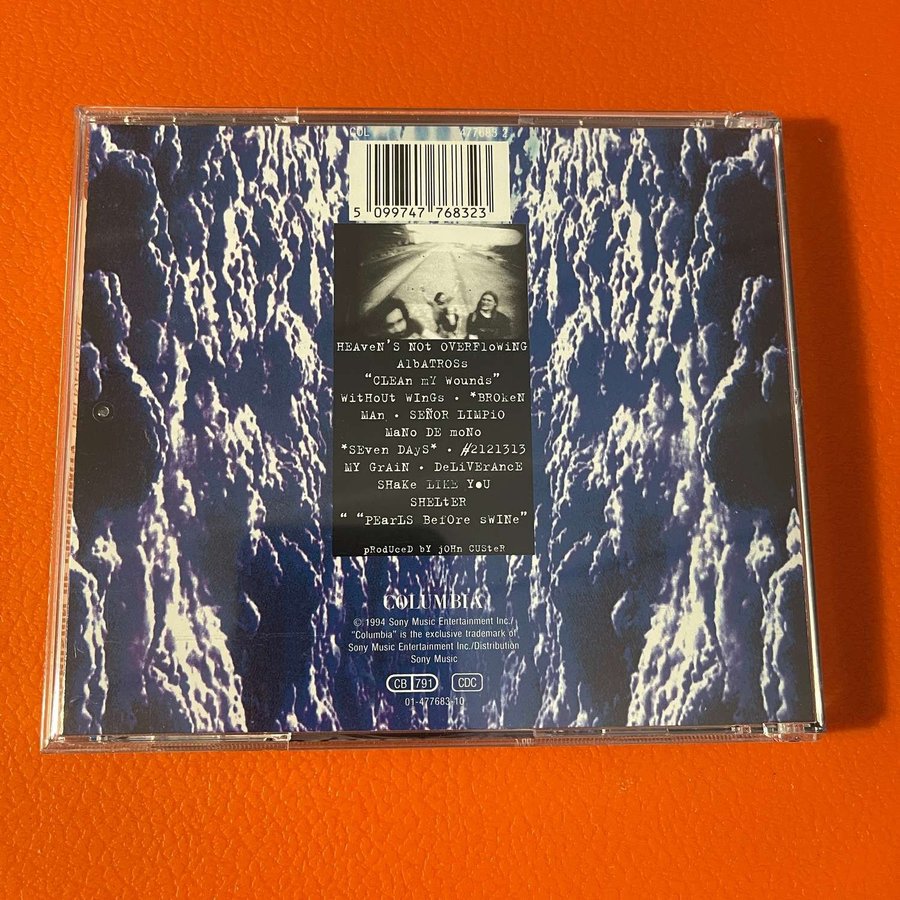 COL 477683 2
5 099747 768323
HEAveN'S NOt OVERFlowiNG
AlbATROSs
"CLEAn mY Wounds"
WitHOUt WIngs • *BROkeN
MAn • SEÑOR LIMPiO
MaNo DE moNo
*SEven DAyS* • #2121313
MY GrAiN • DeLiVErAncE
SHake LIKE YoU
SHELtER
" "PEarLS BefOre sWINe"
pRoDUceD bY jOHn CUSteR
COLUMBIA
© 1994 Sony Music Entertainment Inc./
"Columbia" is the exclusive trademark of
Sony Music Entertainment Inc./Distribution
Sony Music
CB 791 CDC
01-477683-10